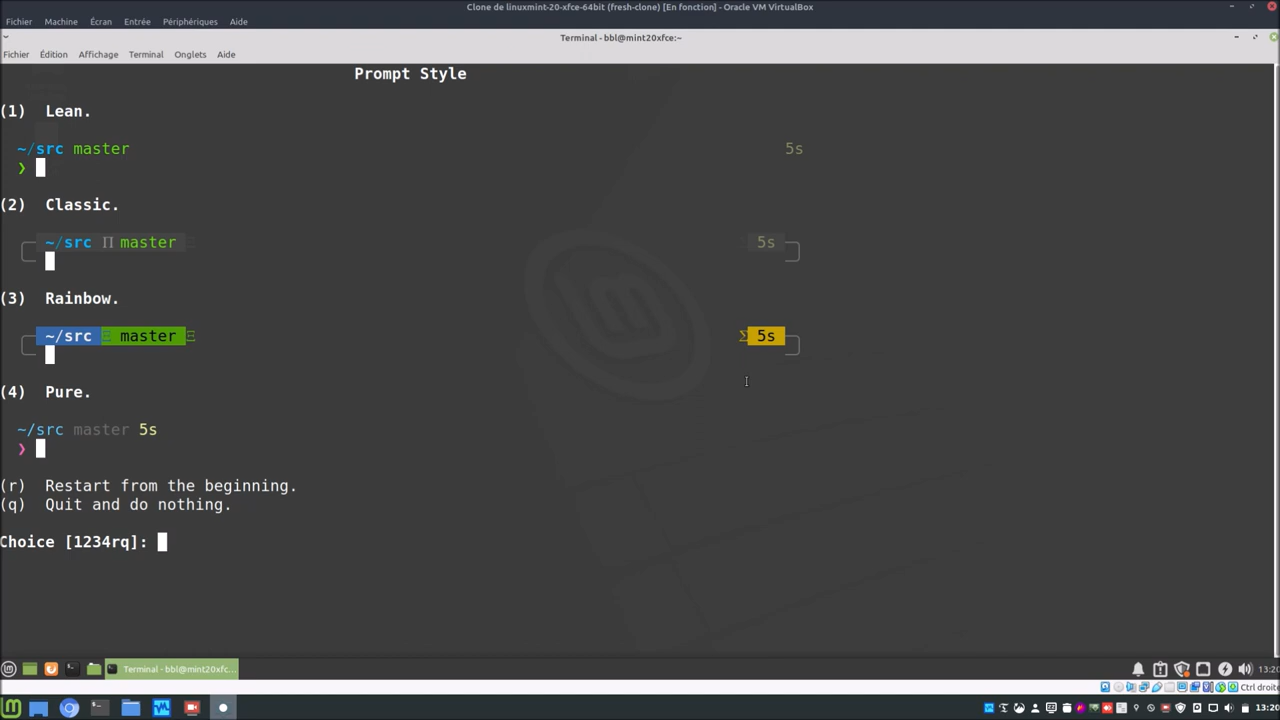 Clone de linuxmint-20-xfce-64bit (fresh-clone) [En fonction] - Oracle VM VirtualBox
Fichier Machine Écran Entrée Périphériques Aide
Terminal - bbl@mint20xfce:~
Fichier Édition Affichage Terminal Onglets Aide
Prompt Style
(1) Lean.
~/src master 5s
❯
(2) Classic.
~/src Π master 5s
(3) Rainbow.
~/src Ξ master Ξ Σ 5s
(4) Pure.
~/src master 5s
❯
(r) Restart from the beginning.
(q) Quit and do nothing.
Choice [1234rq]:
Terminal - bbl@mint20xfc... 13:20
Ctrl droite
13:20